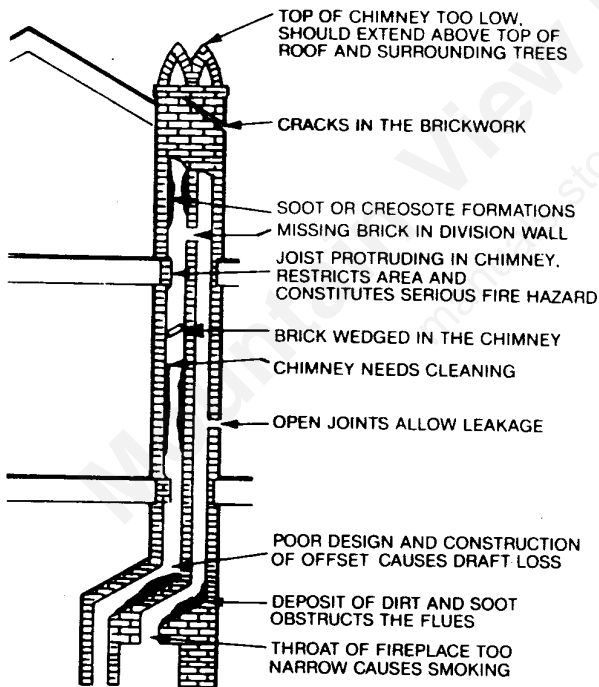 TOP OF CHIMNEY TOO LOW,
SHOULD EXTEND ABOVE TOP OF
ROOF AND SURROUNDING TREES
CRACKS IN THE BRICKWORK
SOOT OR CREOSOTE FORMATIONS
MISSING BRICK IN DIVISION WALL
JOIST PROTRUDING IN CHIMNEY,
RESTRICTS AREA AND
CONSTITUTES SERIOUS FIRE HAZARD
BRICK WEDGED IN THE CHIMNEY
CHIMNEY NEEDS CLEANING
OPEN JOINTS ALLOW LEAKAGE
POOR DESIGN AND CONSTRUCTION
OF OFFSET CAUSES DRAFT LOSS
DEPOSIT OF DIRT AND SOOT
OBSTRUCTS THE FLUES
THROAT OF FIREPLACE TOO
NARROW CAUSES SMOKING
Mountain View
manuals